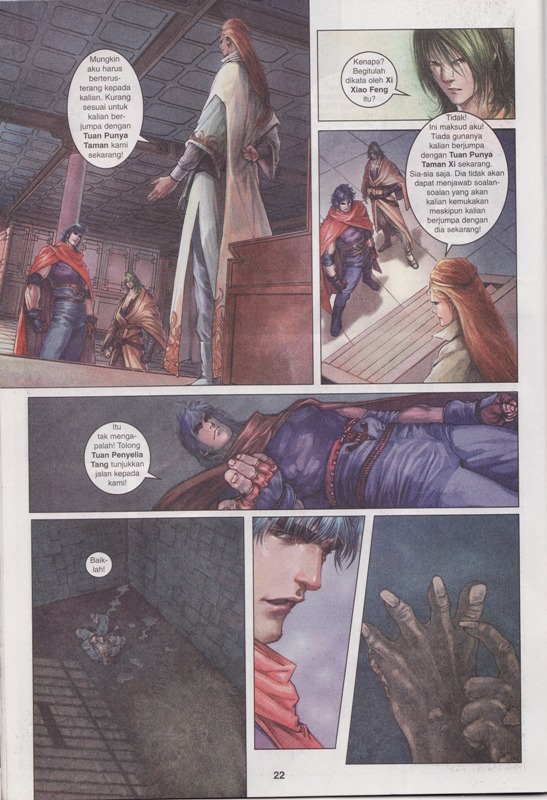 Mungkin
aku harus
berterus-
terang kepada
kalian. Kurang
sesuai untuk
kalian ber-
jumpa dengan
Tuan Punya
Taman kami
sekarang!
Kenapa?
Begitulah
dikata oleh Xi
Xiao Feng
itu?
Tidak!
Ini maksud aku!
Tiada gunanya
kalian berjumpa
dengan Tuan Punya
Taman Xi sekarang.
Sia-sia saja. Dia tidak akan
dapat menjawab soalan-
soalan yang akan
kalian kemukakan
meskipun kalian
berjumpa dengan
dia sekarang!
Itu
tak menga-
palah! Tolong
Tuan Penyelia
Tang tunjukkan
jalan kepada
kami!
Baik-
lah!
22